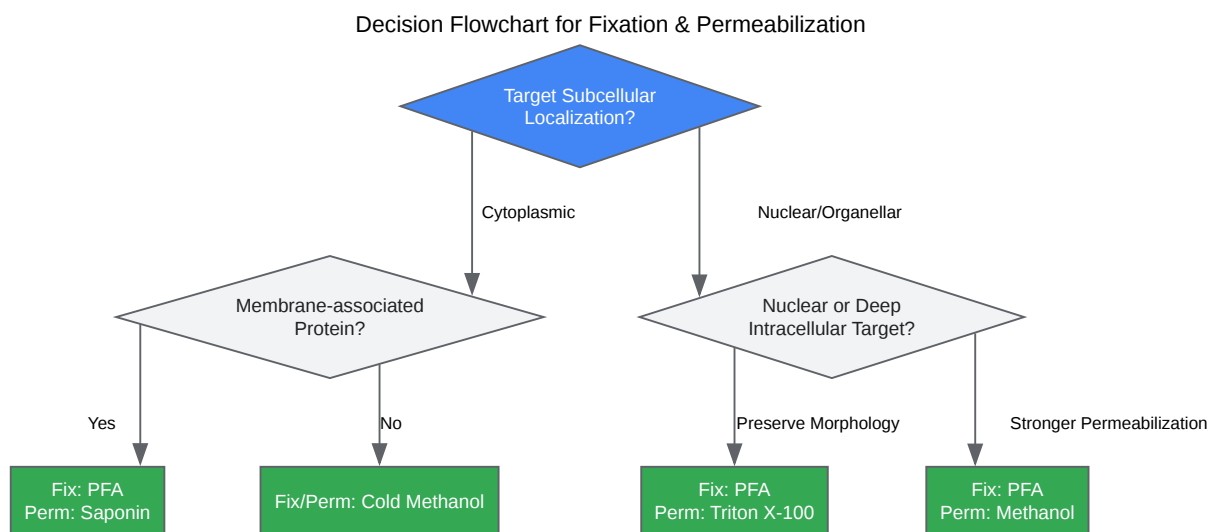 Decision Flowchart for Fixation & Permeabilization
Target Subcellular
Localization?
Cytoplasmic
Nuclear/Organellar
Membrane-associated
Protein?
Nuclear or Deep
Intracellular Target?
Yes
No
Preserve Morphology
Stronger Permeabilization
Fix: PFA
Perm: Saponin
Fix/Perm: Cold Methanol
Fix: PFA
Perm: Triton X-100
Fix: PFA
Perm: Methanol